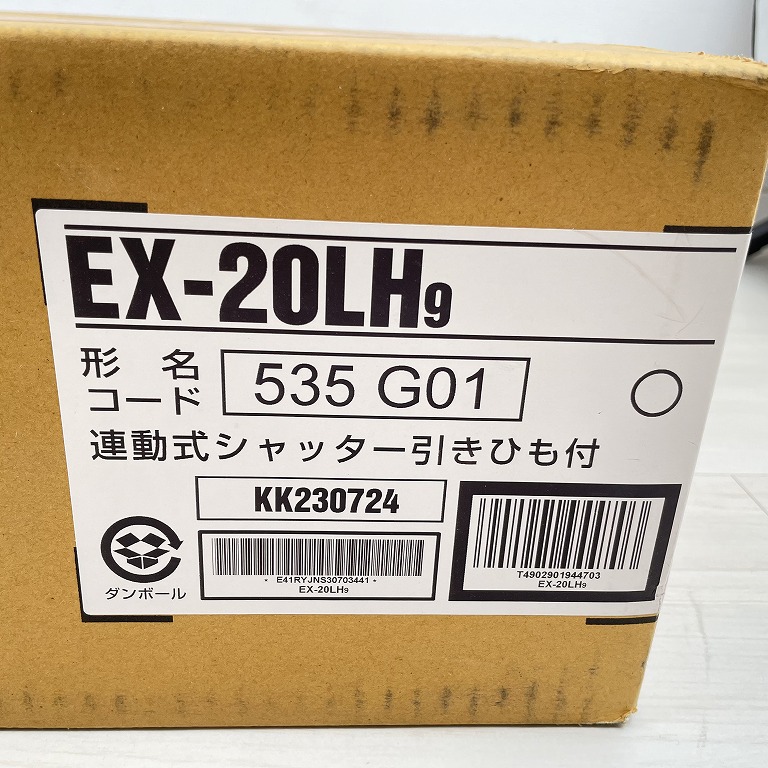 EX-20LH9
形名
コード
535 G01
連動式シャッター引きひも付
KK230724
* E41RYJNS30703441 *
EX-20LH9
T4902901944703
EX-20LH9
ダンボール